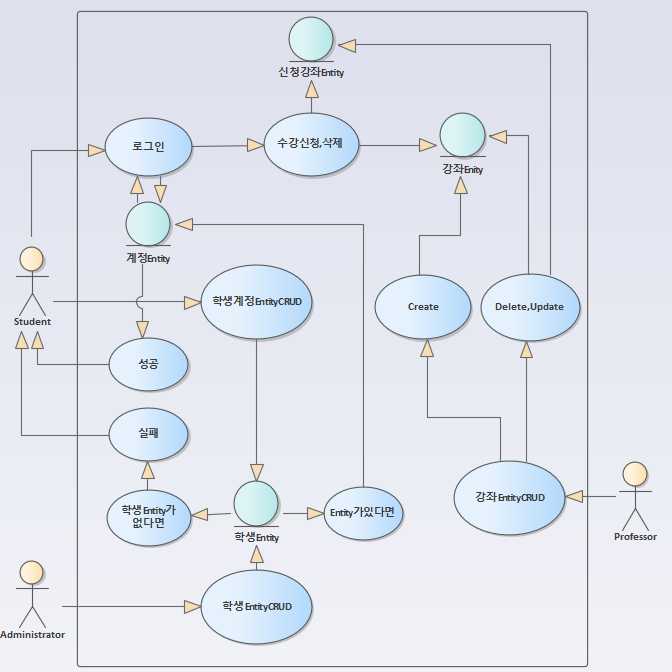 신청강좌Entity
로그인
수강신청,삭제
강좌Enity
계정Entity
학생계정EntityCRUD
Create
Delete,Update
Student
성공
실패
강좌EntityCRUD
학생Entity가
없다면
Entity가있다면
학생Entity
Professor
학생EntityCRUD
Administrator